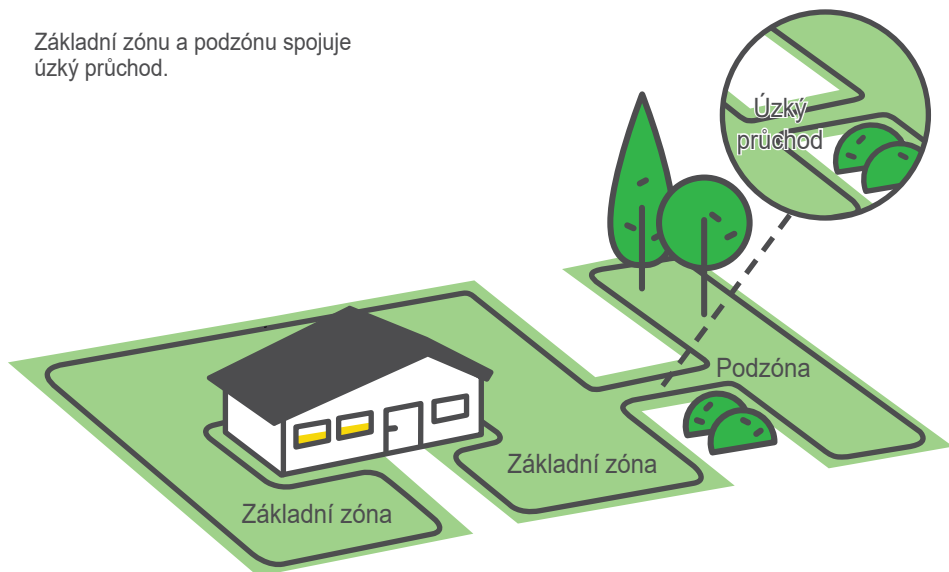 Základní zónu a podzónu spojuje
úzký průchod.
Úzký
průchod
Podzóna
Základní zóna
Základní zóna